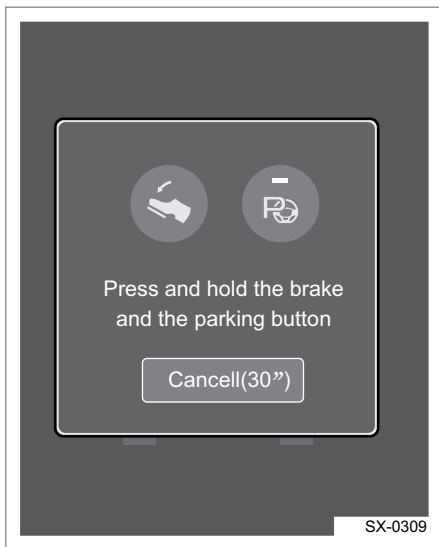 P
Press and hold the brake
and the parking button
Cancell(30”)
SX-0309